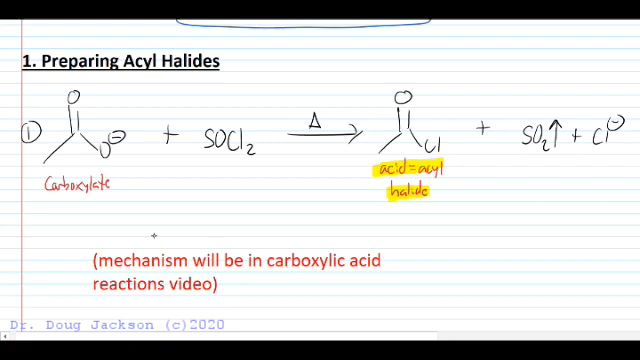 1. Preparing Acyl Halides
① O O⊖ + SOCl2 Δ O Cl + SO2↑ + Cl⊖
Carboxylate acid=acyl
halide
(mechanism will be in carboxylic acid
reactions video)
Dr. Doug Jackson (c)2020